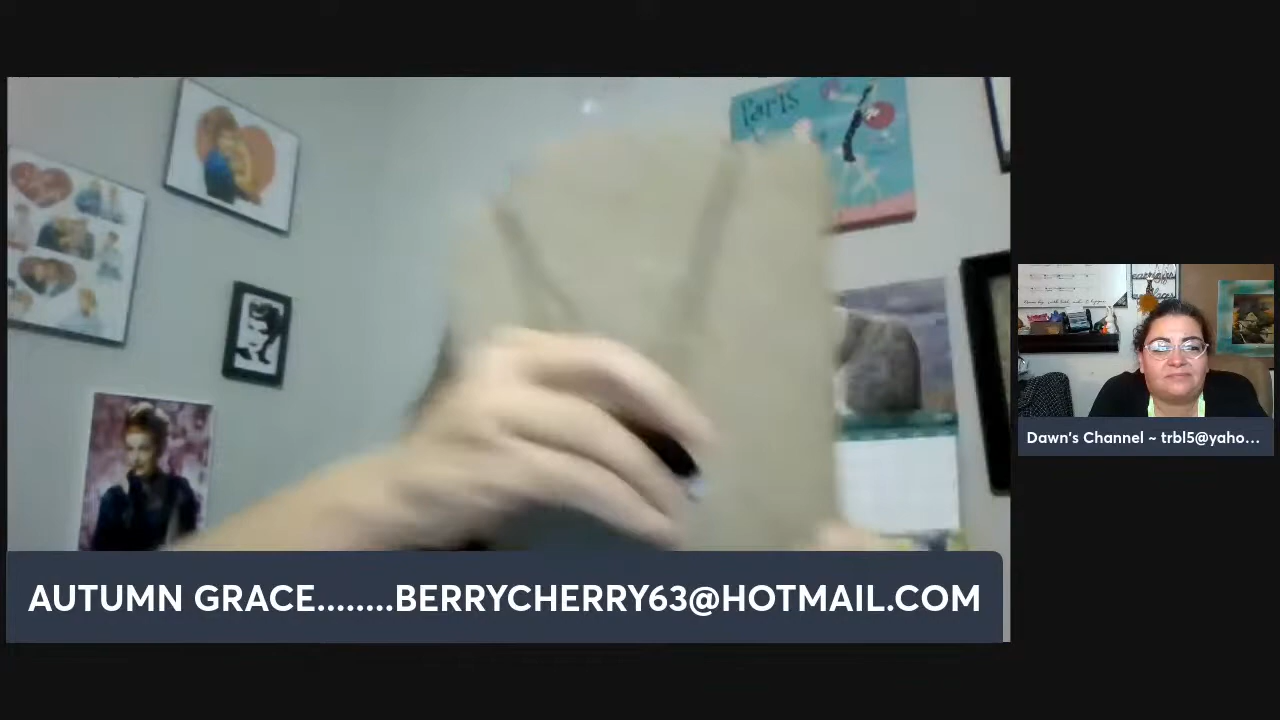 Paris
AUTUMN GRACE........BERRYCHERRY63@HOTMAIL.COM
Dawn's Channel ~ trbl5@yaho...